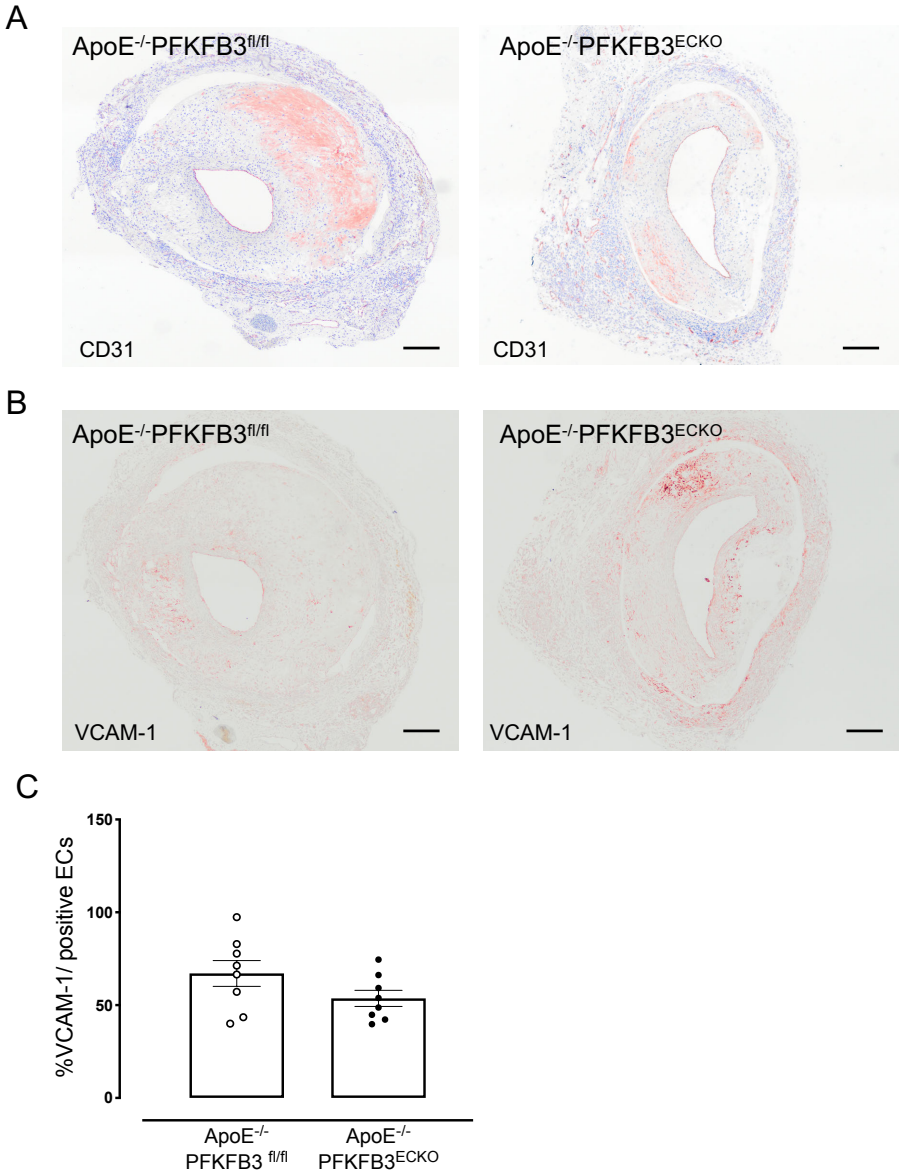 A
ApoE-/-PFKFB3fl/fl
ApoE-/-PFKFB3ECKO
CD31
CD31
B
ApoE-/-PFKFB3fl/fl
ApoE-/-PFKFB3ECKO
VCAM-1
VCAM-1
C
%VCAM-1/ positive ECs
150
100
50
0
ApoE-/-
PFKFB3 fl/fl
ApoE-/-
PFKFB3ECKO